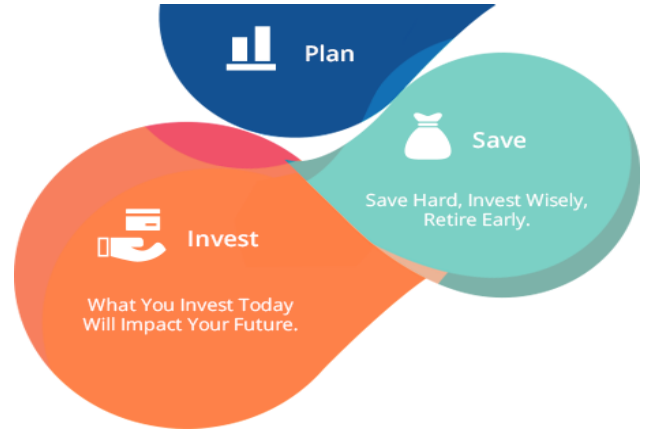 Plan
Save
Save Hard, Invest Wisely,
Retire Early.
Invest
What You Invest Today
Will Impact Your Future.